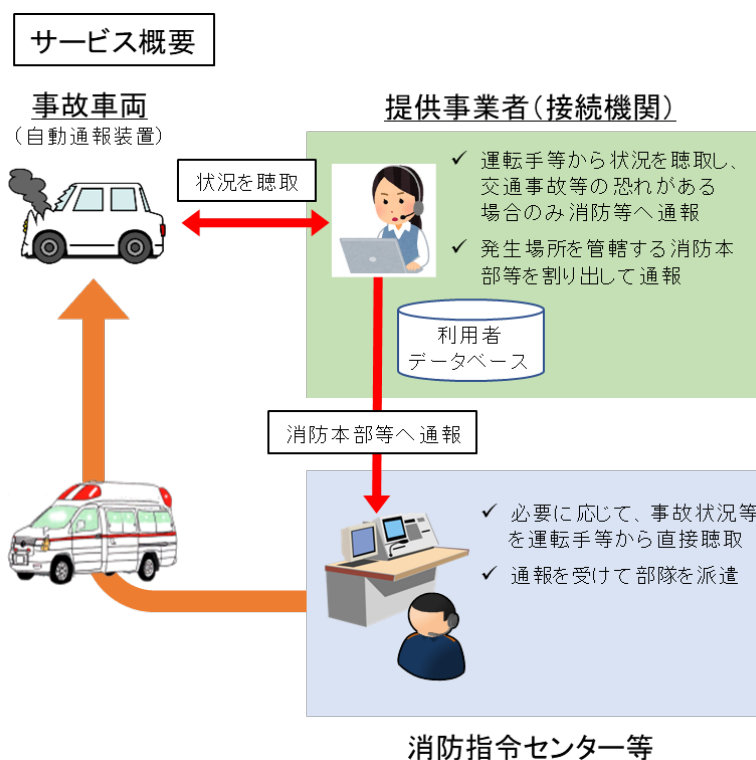 サービス概要
事故車両
（自動通報装置）
提供事業者（接続機関）
状況を聴取
✓ 運転手等から状況を聴取し、
交通事故等の恐れがある
場合のみ消防等へ通報
✓ 発生場所を管轄する消防本
部等を割り出して通報
利用者
データベース
消防本部等へ通報
✓ 必要に応じて、事故状況等
を運転手等から直接聴取
✓ 通報を受けて部隊を派遣
消防指令センター等